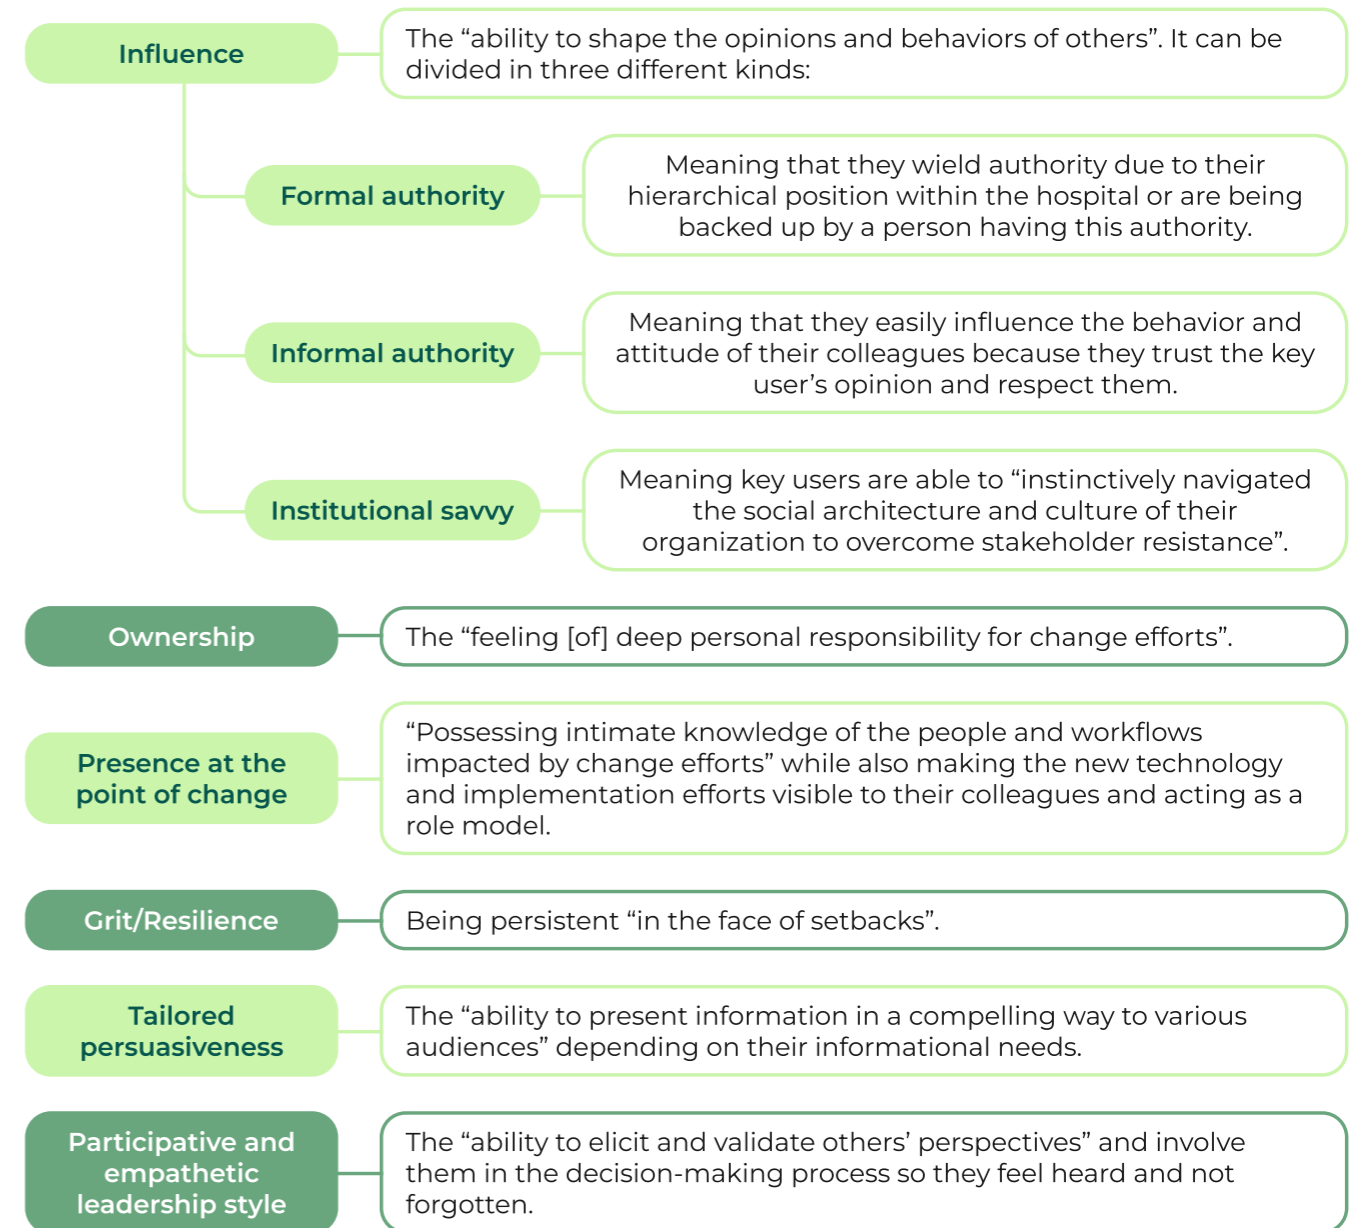 Influence
The “ability to shape the opinions and behaviors of others”. It can be
divided in three different kinds:
Formal authority
Meaning that they wield authority due to their
hierarchical position within the hospital or are being
backed up by a person having this authority.
Informal authority
Meaning that they easily influence the behavior and
attitude of their colleagues because they trust the key
user’s opinion and respect them.
Institutional savvy
Meaning key users are able to “instinctively navigated
the social architecture and culture of their
organization to overcome stakeholder resistance”.
Ownership
The “feeling [of] deep personal responsibility for change efforts”.
Presence at the
point of change
“Possessing intimate knowledge of the people and workflows
impacted by change efforts” while also making the new technology
and implementation efforts visible to their colleagues and acting as a
role model.
Grit/Resilience
Being persistent “in the face of setbacks”.
Tailored
persuasiveness
The “ability to present information in a compelling way to various
audiences” depending on their informational needs.
Participative and
empathetic
leadership style
The “ability to elicit and validate others’ perspectives” and involve
them in the decision-making process so they feel heard and not
forgotten.